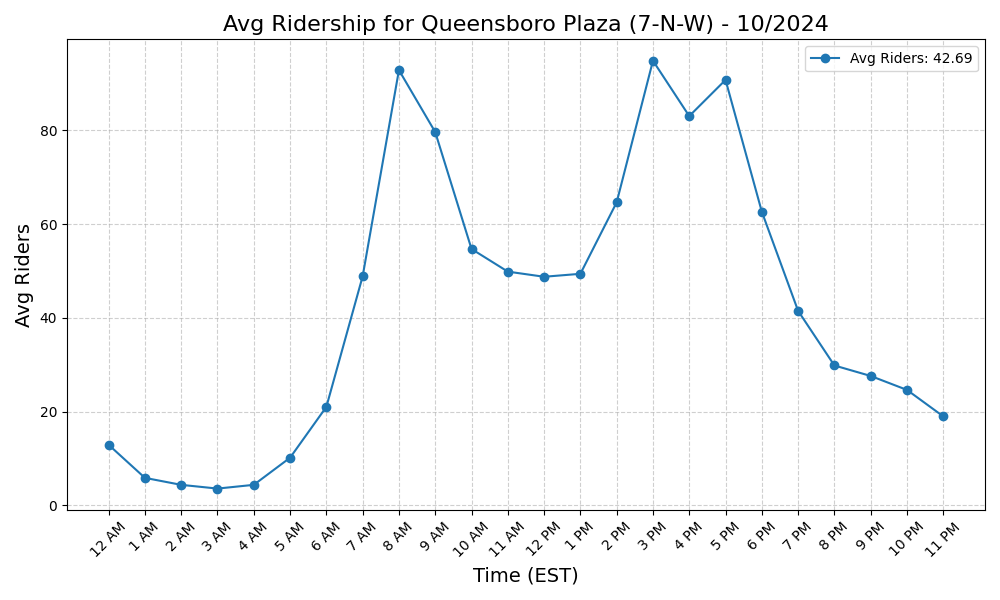 Avg Ridership for Queensboro Plaza (7-N-W) - 10/2024
Avg Riders: 42.69
Avg Riders
80
60
40
20
0
12 AM
1 AM
2 AM
3 AM
4 AM
5 AM
6 AM
7 AM
8 AM
9 AM
10 AM
11 AM
12 PM
1 PM
2 PM
3 PM
4 PM
5 PM
6 PM
7 PM
8 PM
9 PM
10 PM
11 PM
Time (EST)